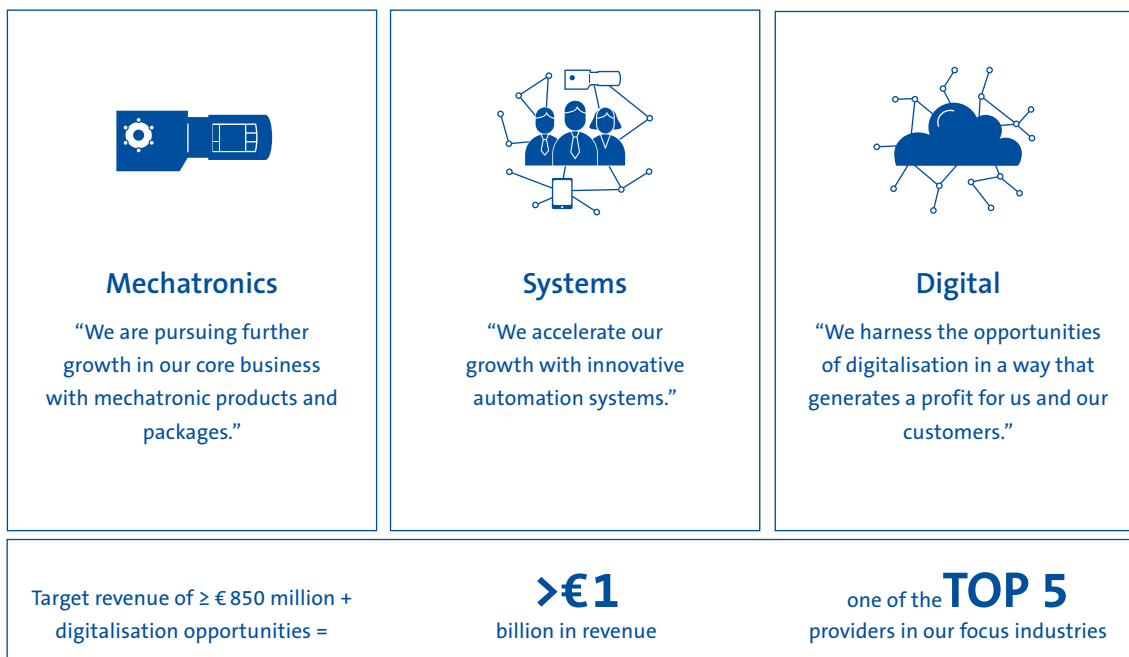 Mechatronics
“We are pursuing further
growth in our core business
with mechatronic products and
packages.”
Systems
“We accelerate our
growth with innovative
automation systems.”
Digital
“We harness the opportunities
of digitalisation in a way that
generates a profit for us and our
customers.”
Target revenue of ≥ € 850 million +
digitalisation opportunities =
>€ 1
billion in revenue
one of the TOP 5
providers in our focus industries